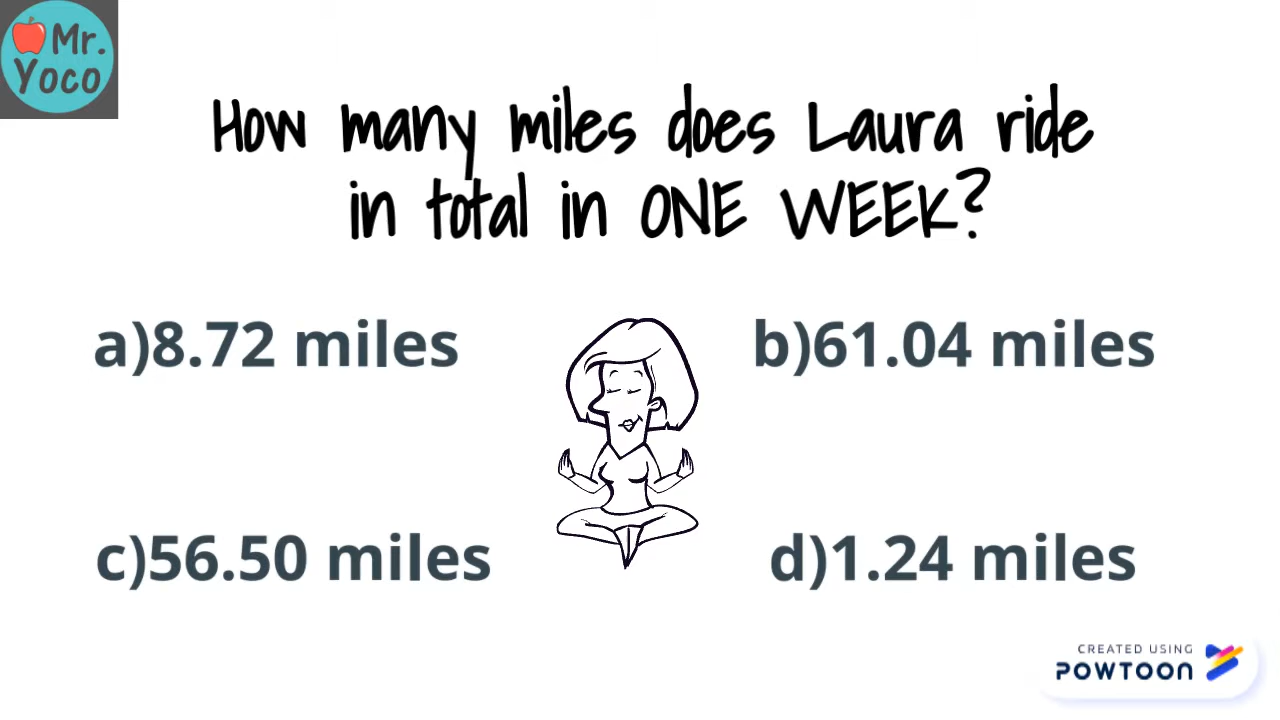 Mr.
Yoco
How many miles does Laura ride
in total in ONE WEEK?
a)8.72 miles
b)61.04 miles
c)56.50 miles
d)1.24 miles
CREATED USING
POWTOON